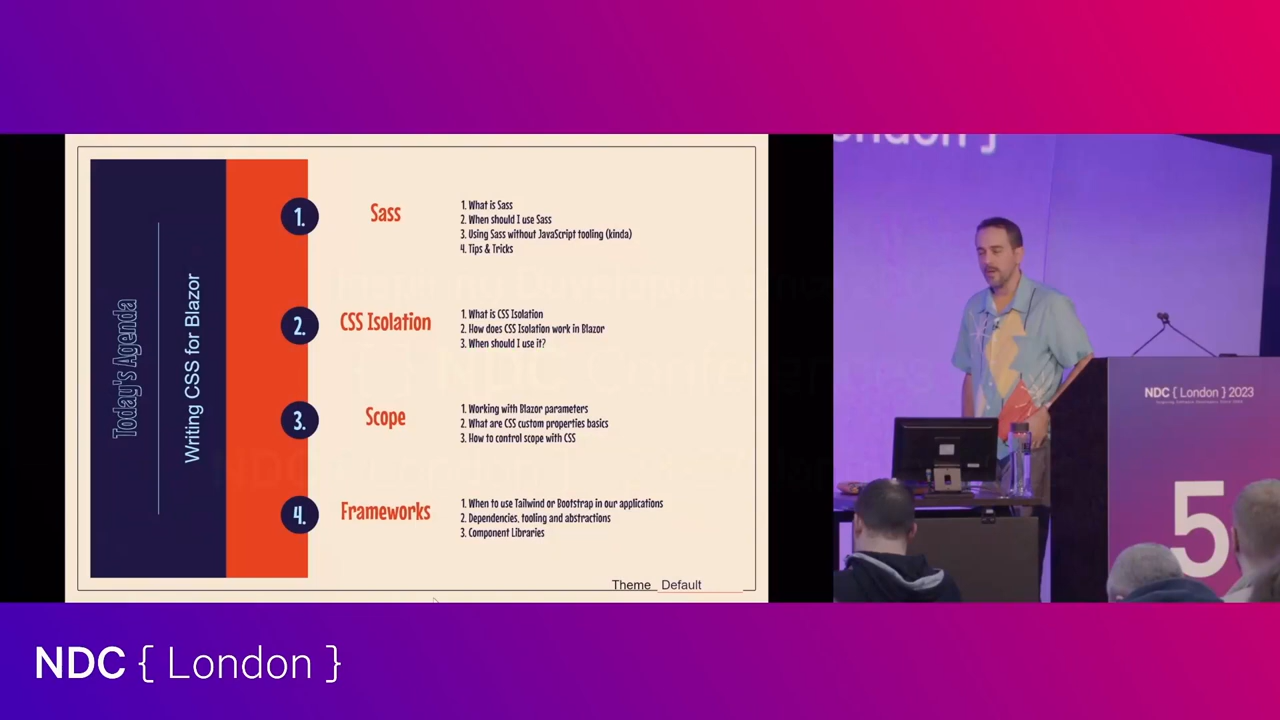 Today's Agenda
Writing CSS for Blazor
1.
Sass
1. What is Sass
2. When should I use Sass
3. Using Sass without JavaScript tooling (kinda)
4. Tips & Tricks
2.
CSS Isolation
1. What is CSS Isolation
2. How does CSS Isolation work in Blazor
3. When should I use it?
3.
Scope
1. Working with Blazor parameters
2. What are CSS custom properties basics
3. How to control scope with CSS
4.
Frameworks
1. When to use Tailwind or Bootstrap in our applications
2. Dependencies, tooling and abstractions
3. Component Libraries
Theme Default
London }
NDC { London } 2023
5
NDC { London }